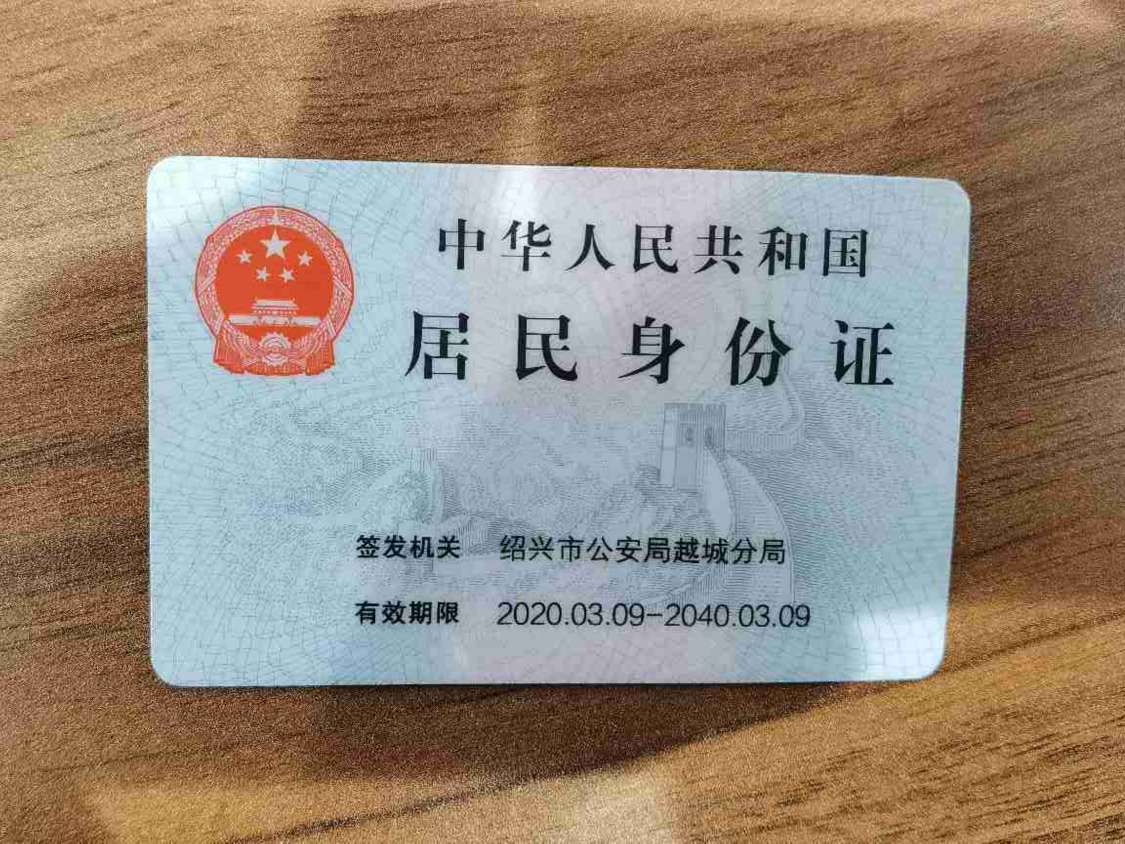 中华人民共和国
居民身份证
签发机关 绍兴市公安局越城分局
有效期限 2020.03.09-2040.03.09